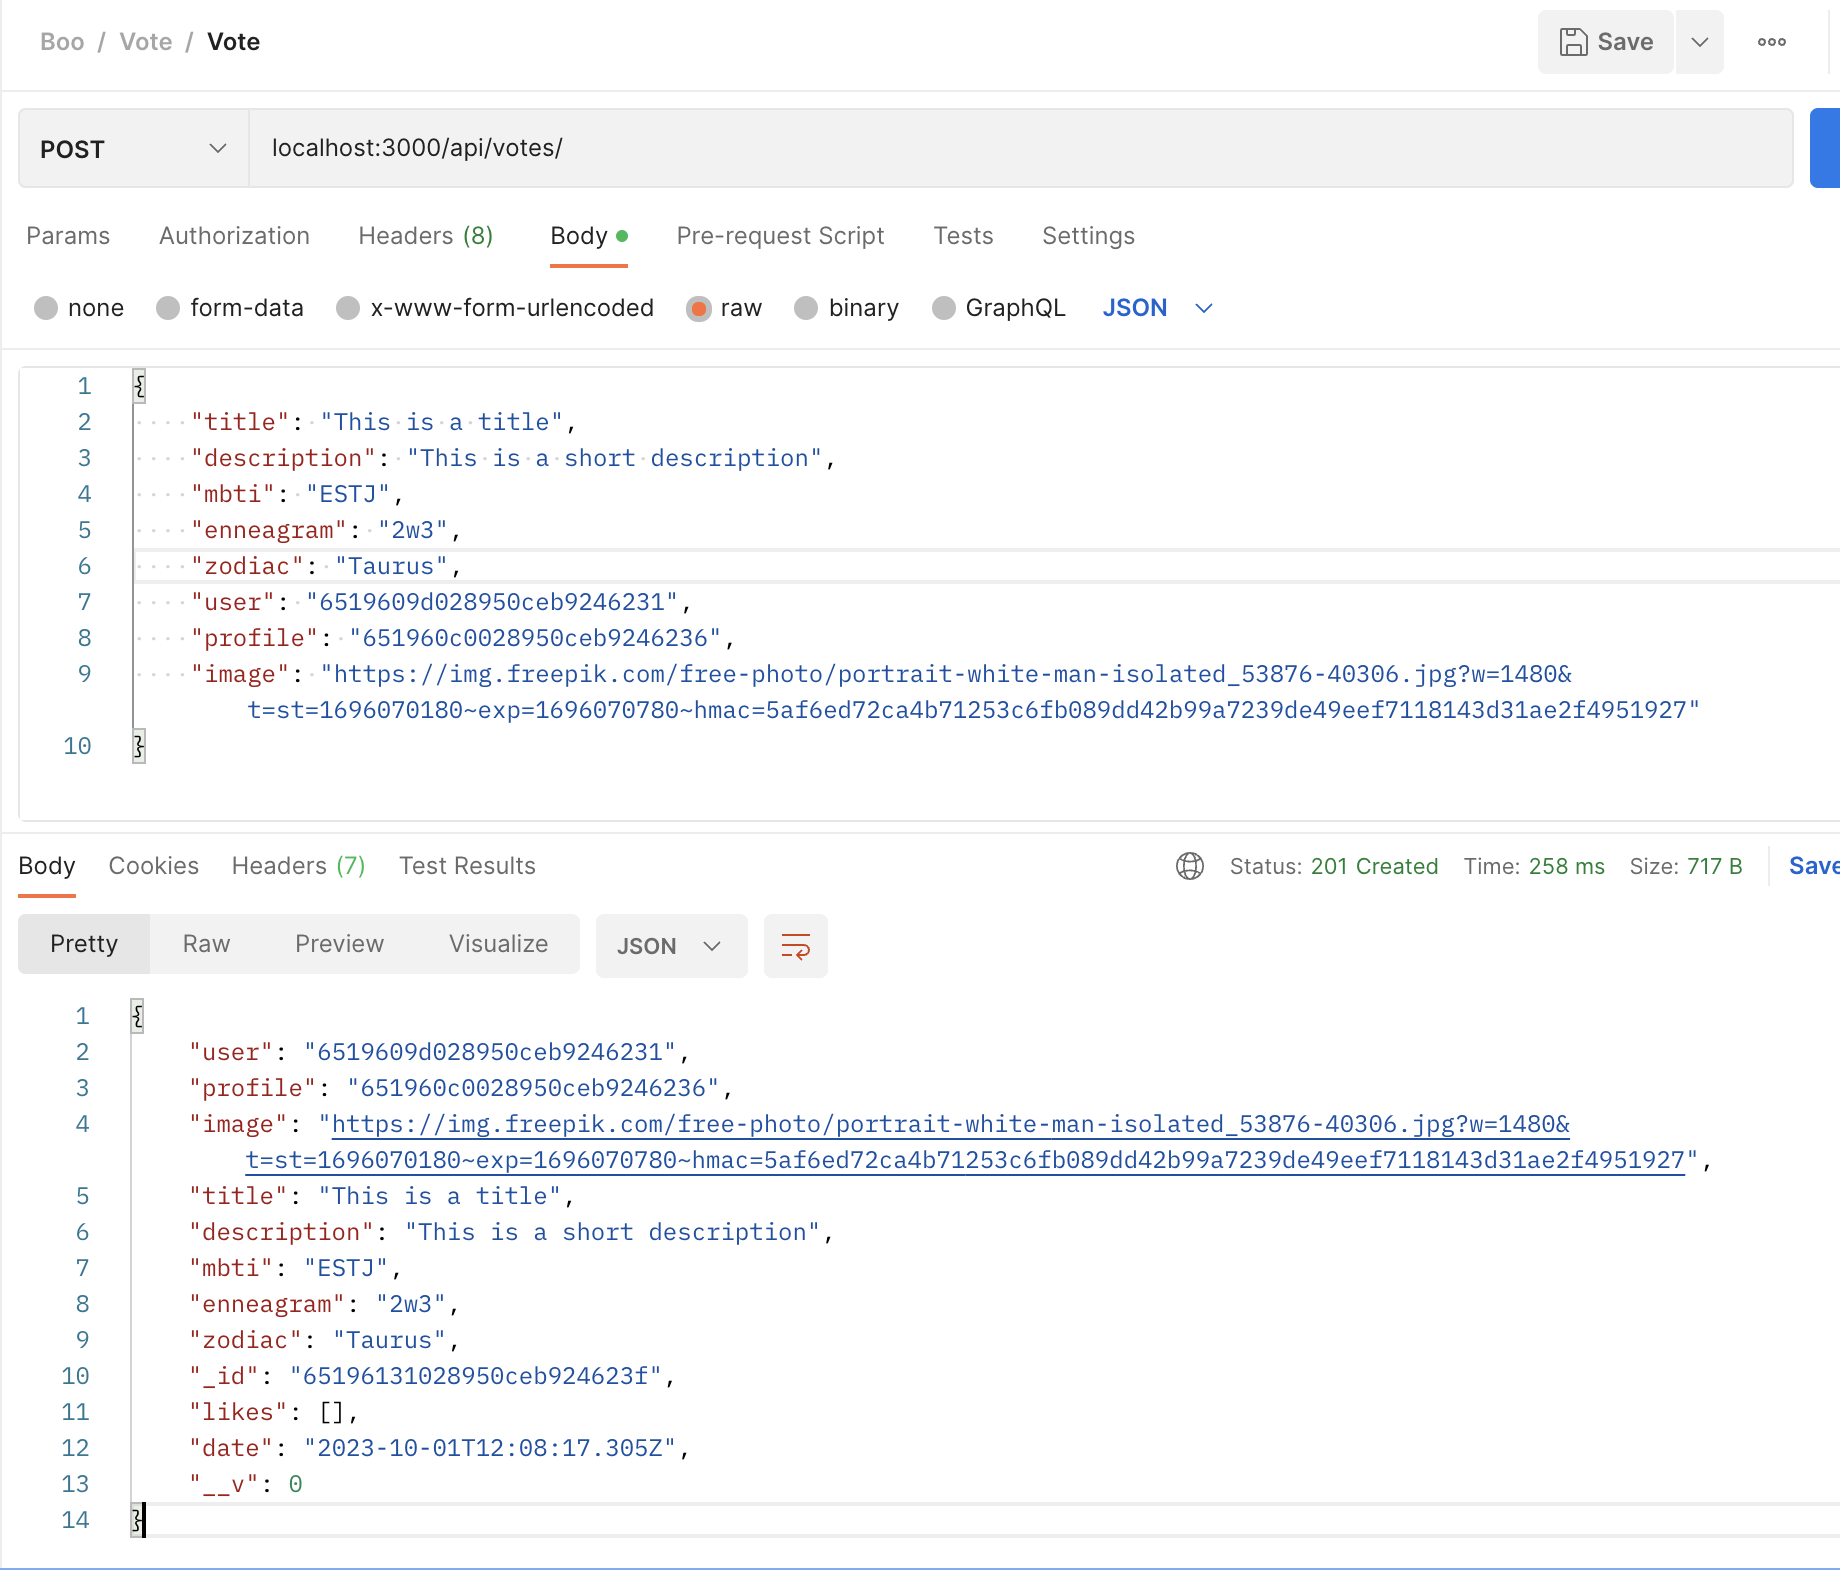 Boo / Vote / Vote
Save
POST localhost:3000/api/votes/
Params Authorization Headers (8) Body Pre-request Script Tests Settings
none form-data x-www-form-urlencoded raw binary GraphQL JSON
1 {
2 "title": "This is a title",
3 "description": "This is a short description",
4 "mbti": "ESTJ",
5 "enneagram": "2w3",
6 "zodiac": "Taurus",
7 "user": "6519609d028950ceb9246231",
8 "profile": "651960c0028950ceb9246236",
9 "image": "https://img.freepik.com/free-photo/portrait-white-man-isolated_53876-40306.jpg?w=1480&
t=st=1696070180~exp=1696070780~hmac=5af6ed72ca4b71253c6fb089dd42b99a7239de49eef7118143d31ae2f4951927"
10 }
Body Cookies Headers (7) Test Results Status: 201 Created Time: 258 ms Size: 717 B Save
Pretty Raw Preview Visualize JSON
1 {
2 "user": "6519609d028950ceb9246231",
3 "profile": "651960c0028950ceb9246236",
4 "image": "https://img.freepik.com/free-photo/portrait-white-man-isolated_53876-40306.jpg?w=1480&
t=st=1696070180~exp=1696070780~hmac=5af6ed72ca4b71253c6fb089dd42b99a7239de49eef7118143d31ae2f4951927",
5 "title": "This is a title",
6 "description": "This is a short description",
7 "mbti": "ESTJ",
8 "enneagram": "2w3",
9 "zodiac": "Taurus",
10 "_id": "65196131028950ceb924623f",
11 "likes": [],
12 "date": "2023-10-01T12:08:17.305Z",
13 "__v": 0
14 }